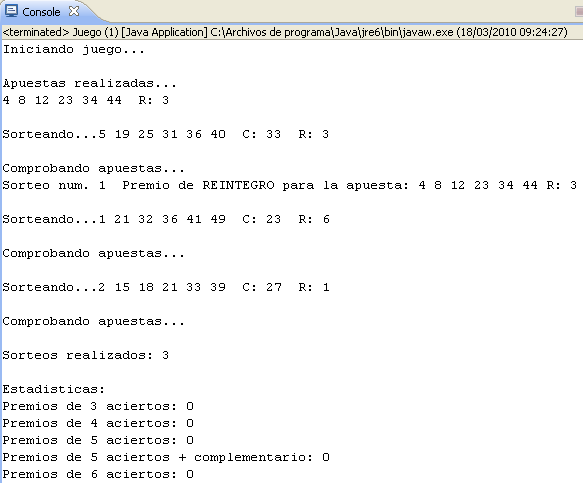 Console
<terminated> Juego (1) [Java Application] C:\Archivos de programa\Java\jre6\bin\javaw.exe (18/03/2010 09:24:27)
Iniciando juego...
Apuestas realizadas...
4 8 12 23 34 44  R: 3
Sorteando...5 19 25 31 36 40  C: 33  R: 3
Comprobando apuestas...
Sorteo num. 1  Premio de REINTEGRO para la apuesta: 4 8 12 23 34 44 R: 3
Sorteando...1 21 32 36 41 49  C: 23  R: 6
Comprobando apuestas...
Sorteando...2 15 18 21 33 39  C: 27  R: 1
Comprobando apuestas...
Sorteos realizados: 3
Estadisticas:
Premios de 3 aciertos: 0
Premios de 4 aciertos: 0
Premios de 5 aciertos: 0
Premios de 5 aciertos + complementario: 0
Premios de 6 aciertos: 0